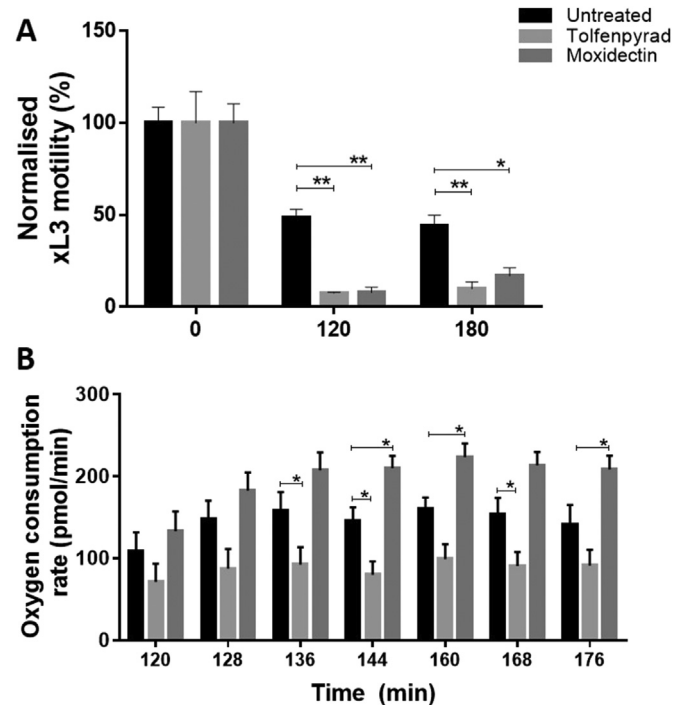 A
Untreated
Tolfenpyrad
Moxidectin
Normalised
xL3 motility (%)
150
100
50
0
**
**
*
**
0 120 180
B
Oxygen consumption
rate (pmol/min)
300
200
100
0
*
*
*
*
*
*
120 128 136 144 160 168 176
Time (min)